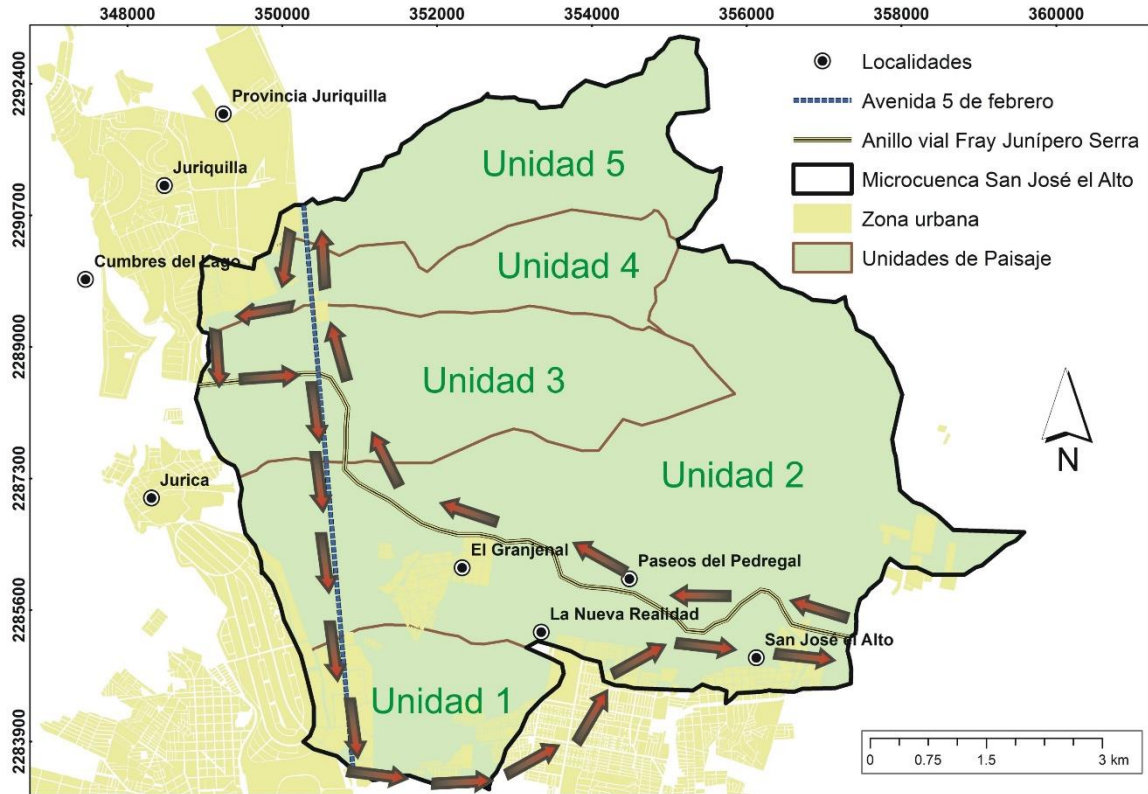 348000 350000 352000 354000 356000 358000 360000
2292400
2290700
2289000
2287300
2285600
2283900
Localidades
Avenida 5 de febrero
Anillo vial Fray Junípero Serra
Microcuenca San José el Alto
Zona urbana
Unidades de Paisaje
Provincia Juriquilla
Juriquilla
Unidad 5
Cumbres del Lago
Unidad 4
Unidad 3
N
Jurica
Unidad 2
El Granjenal
Paseos del Pedregal
La Nueva Realidad
San José el Alto
Unidad 1
0 0.75 1.5 3 km